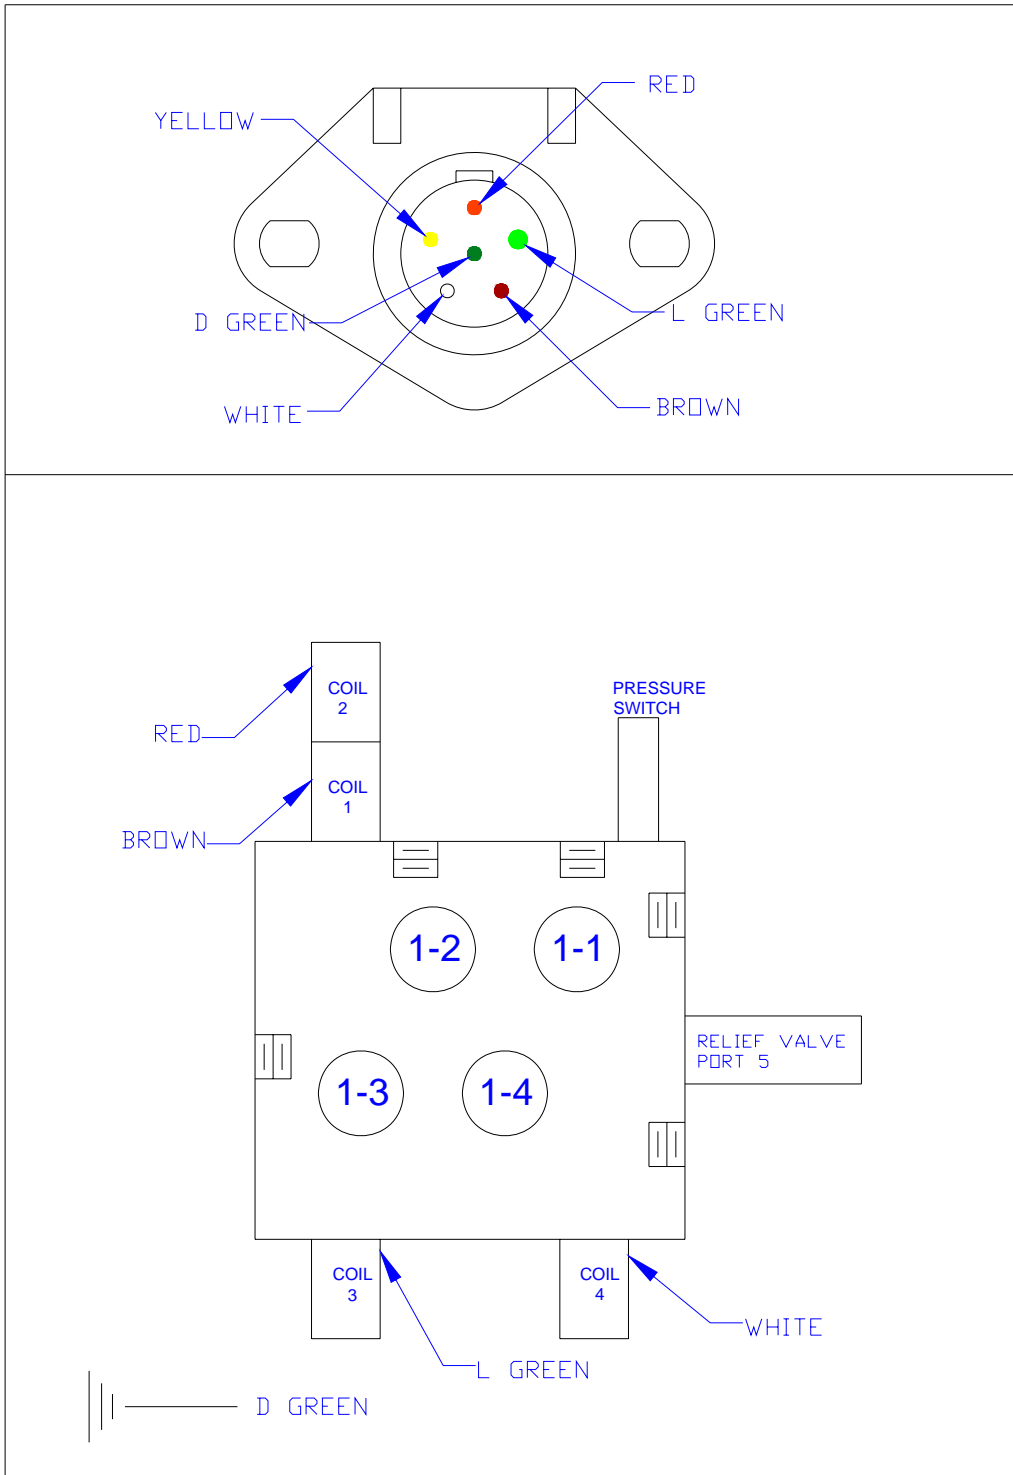 RED
YELLOW
D GREEN
L GREEN
WHITE
BROWN
COIL
2
PRESSURE
SWITCH
RED
COIL
1
BROWN
1-2
1-1
RELIEF VALVE
PORT 5
1-3
1-4
COIL
3
COIL
4
WHITE
L GREEN
D GREEN